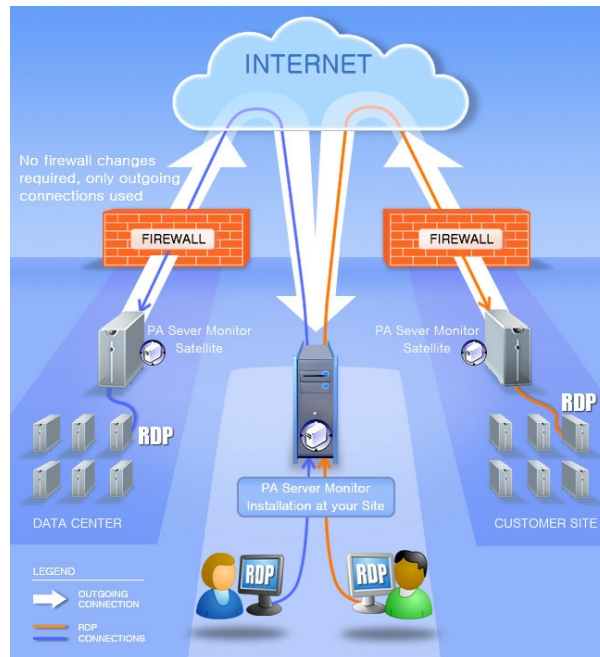 INTERNET
No firewall changes
required, only outgoing
connections used
FIREWALL
FIREWALL
PA Sever Monitor
Satellite
PA Sever Monitor
Satellite
RDP
RDP
DATA CENTER
CUSTOMER SITE
PA Server Monitor
Installation at your Site
RDP
RDP
LEGEND
OUTGOING
CONNECTION
RDP
CONNECTIONS